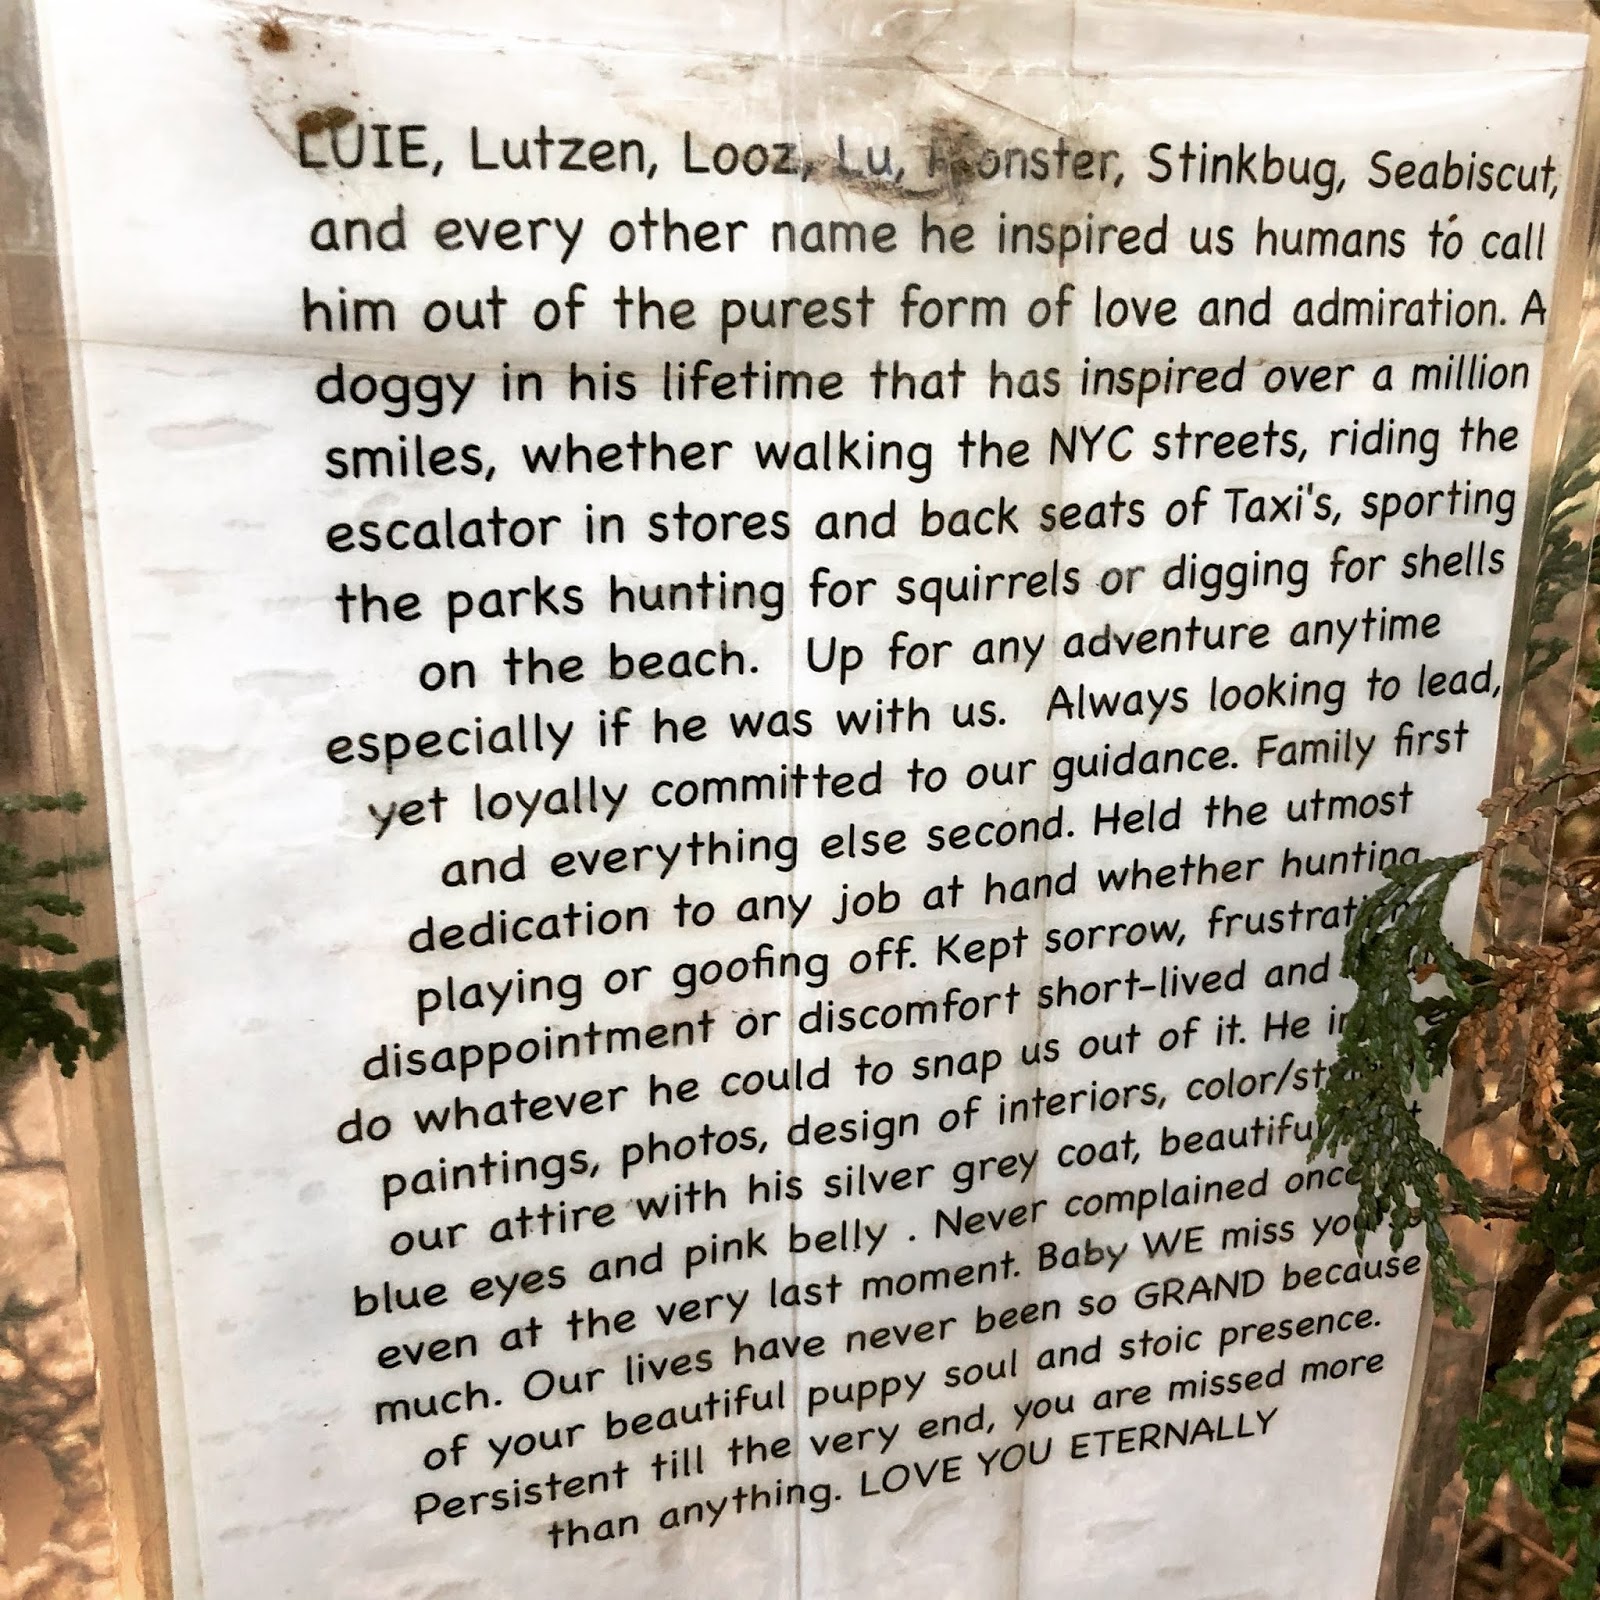 LUIE, Lutzen, Looz, Lu, Monster, Stinkbug, Seabiscut,
and every other name he inspired us humans to call
him out of the purest form of love and admiration. A
doggy in his lifetime that has inspired over a million
smiles, whether walking the NYC streets, riding the
escalator in stores and back seats of Taxi's, sporting
the parks hunting for squirrels or digging for shells
on the beach. Up for any adventure anytime
especially if he was with us. Always looking to lead,
yet loyally committed to our guidance. Family first
and everything else second. Held the utmost
dedication to any job at hand whether hunting
playing or goofing off. Kept sorrow, frustration
disappointment or discomfort short-lived and
do whatever he could to snap us out of it. He
paintings, photos, design of interiors,
our attire with his silver grey coat, beautiful
blue eyes and pink belly . Never complained once
even at the very last moment. Baby WE miss you so
much. Our lives have never been so GRAND because
of your beautiful puppy soul and stoic presence.
Persistent till the very end, you are missed more
than anything. LOVE YOU ETERNALLY